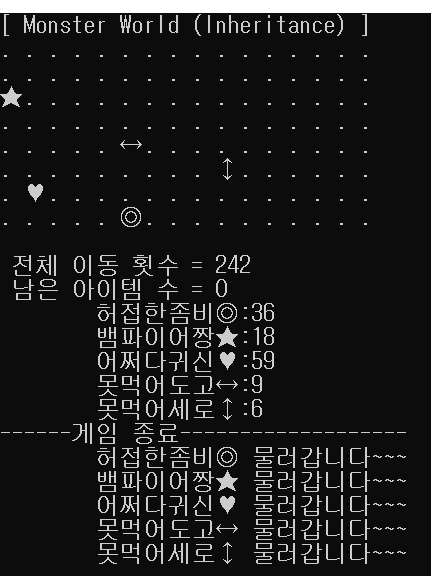 [ Monster World (Inheritance) ]
. . . . . . . . . . . . . . . .
. . . . . . . . . . . . . . . .
★. . . . . . . . . . . . . . .
. . . . . . . . . . . . . . . .
. . . . . ↔. . . . . . . . . .
. . . . . . . . . ↕. . . . . .
. ♥. . . . . . . . . . . . . .
. . . . . ◎. . . . . . . . . .
전체 이동 횟수 = 242
남은 아이템 수 = 0
허접한좀비◎:36
뱀파이어짱★:18
어쩌다귀신♥:59
못먹어도고↔:9
못먹어세로↕:6
------게임 종료-------------------
허접한좀비◎ 물러갑니다~~~
뱀파이어짱★ 물러갑니다~~~
어쩌다귀신♥ 물러갑니다~~~
못먹어도고↔ 물러갑니다~~~
못먹어세로↕ 물러갑니다~~~